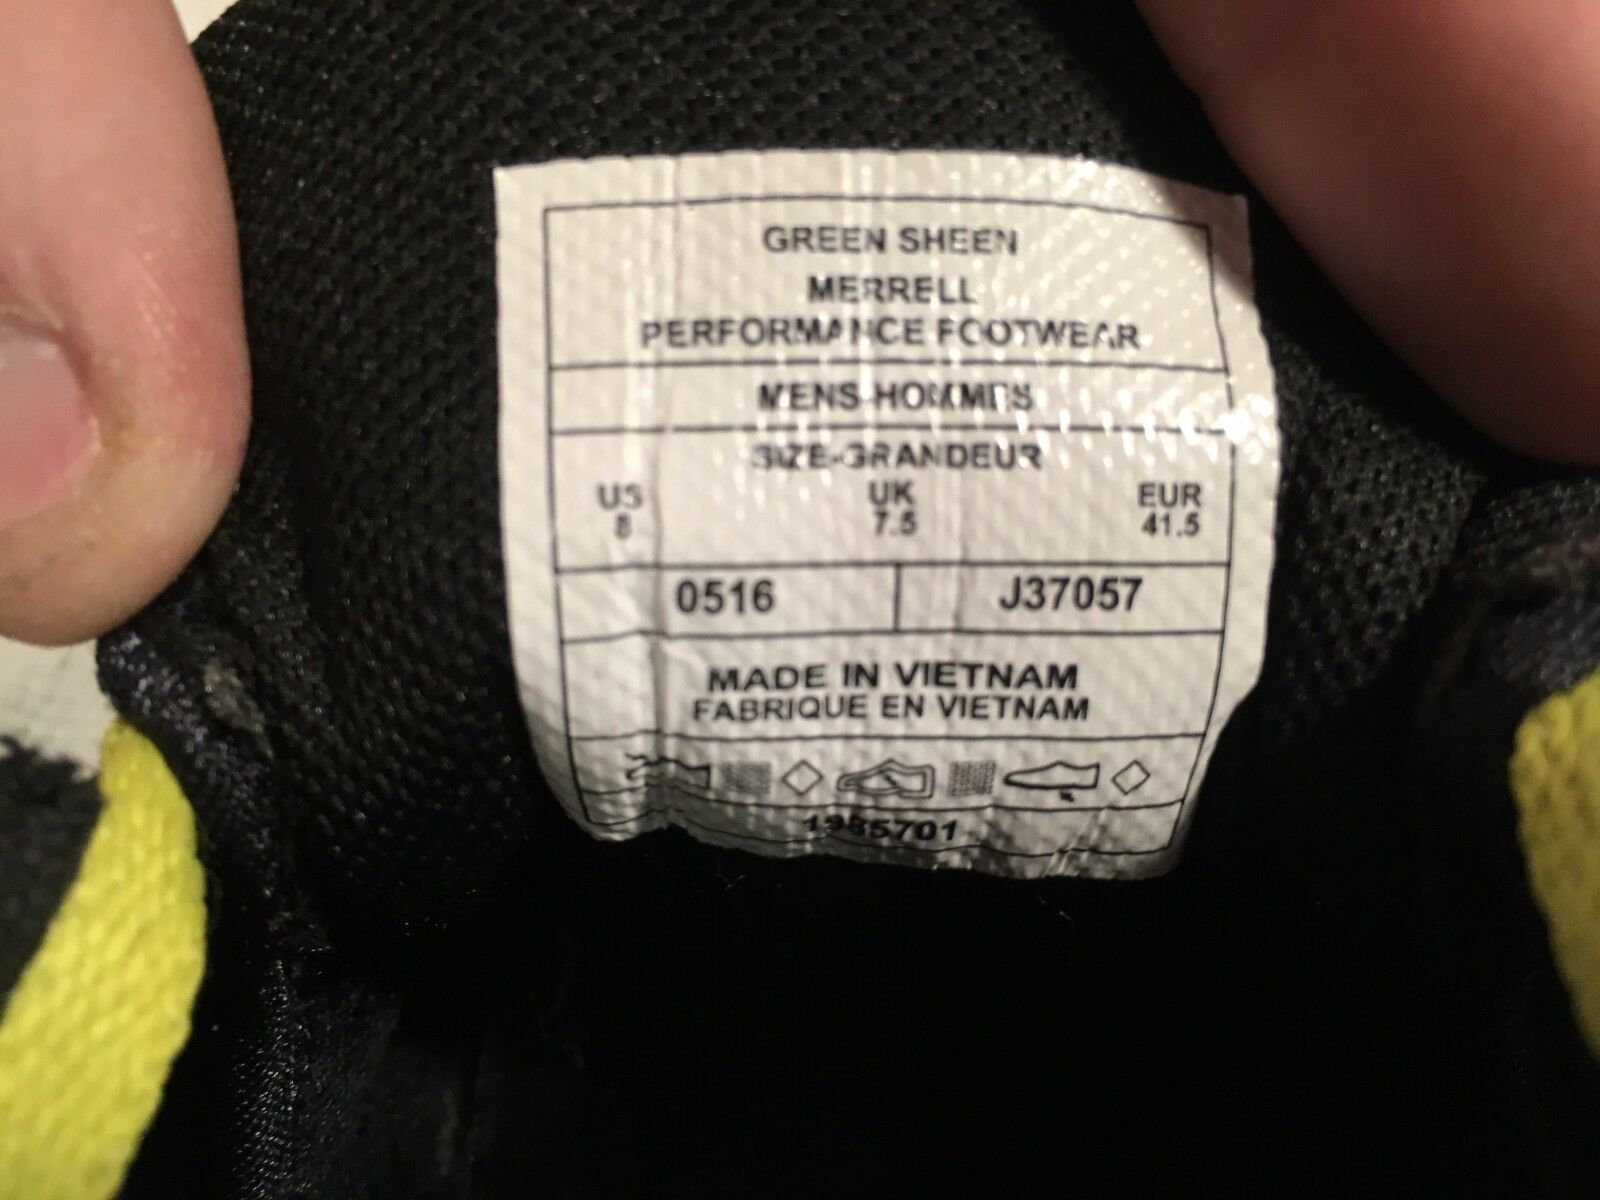 GREEN SHEEN
MERRELL
PERFORMANCE FOOTWEAR
MENS-HOMMES
SIZE-GRANDEUR
US UK EUR
8 7.5 41.5
0516 J37057
MADE IN VIETNAM
FABRIQUE EN VIETNAM
1985701